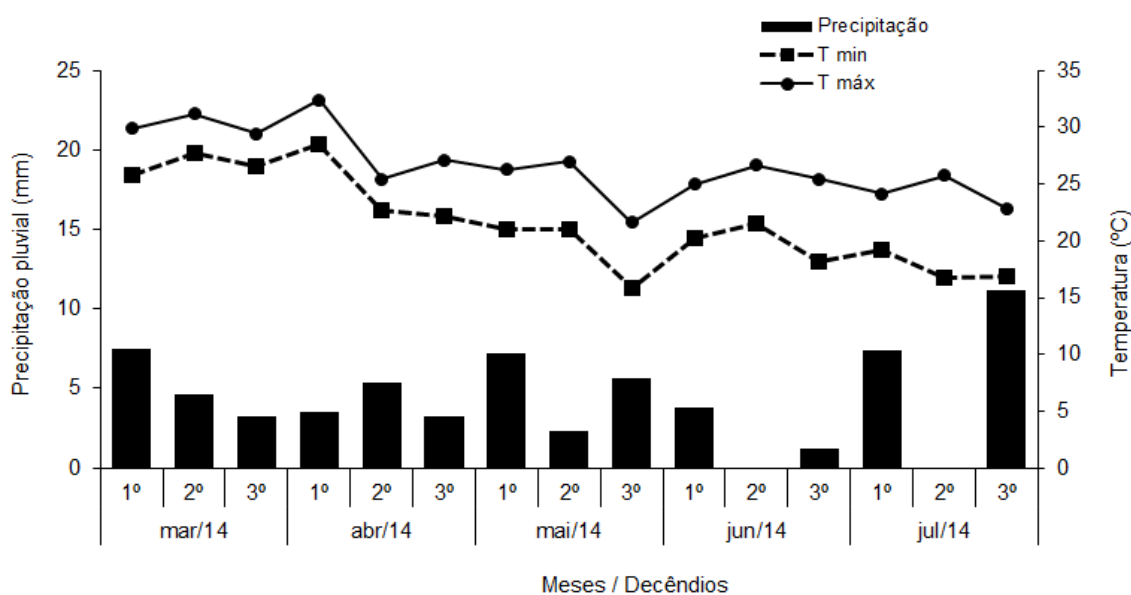 Precipitação
T min
T máx
Precipitação pluvial (mm)
25
20
15
10
5
0
35
30
25
20
15
10
5
0
Temperatura (ºC)
1º 2º 3º 1º 2º 3º 1º 2º 3º 1º 2º 3º 1º 2º 3º
mar/14 abr/14 mai/14 jun/14 jul/14
Meses / Decêndios